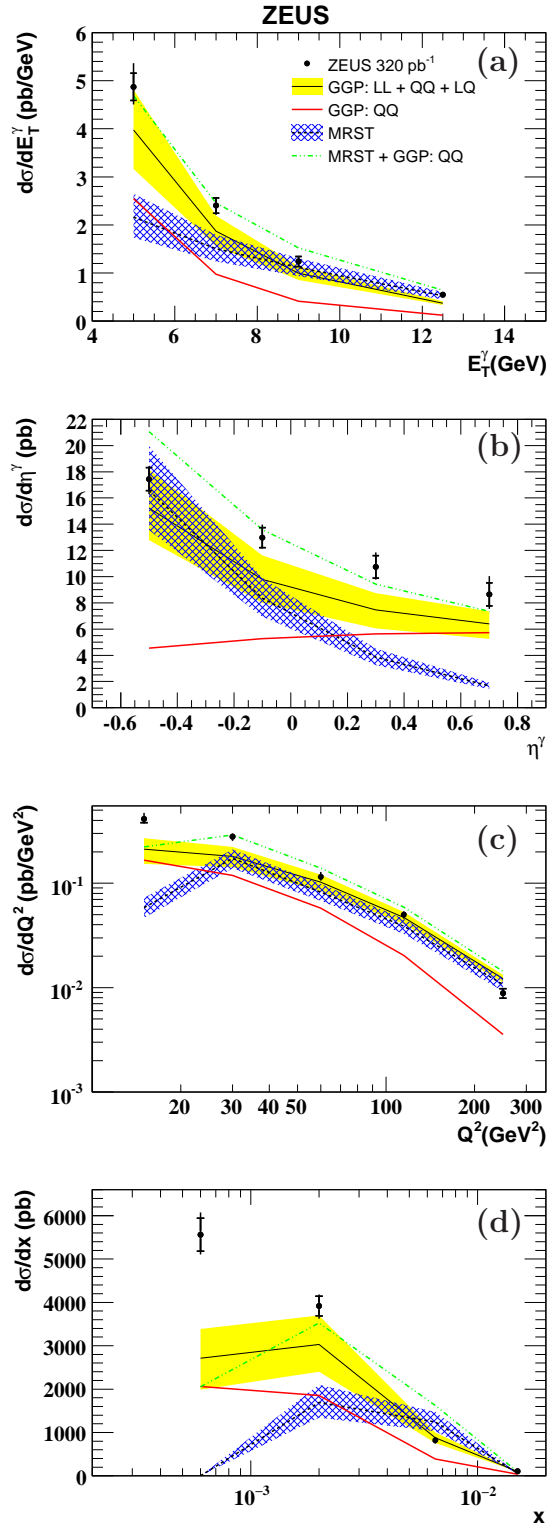 ZEUS
(a)
ZEUS 320 pb⁻¹
GGP: LL + QQ + LQ
GGP: QQ
MRST
MRST + GGP: QQ
dσ/dE_T^γ (pb/GeV)
6
5
4
3
2
1
0
4 6 8 10 12 14
E_T^γ(GeV)
(b)
dσ/dη^γ (pb)
22
20
18
16
14
12
10
8
6
4
2
0
-0.6 -0.4 -0.2 0 0.2 0.4 0.6 0.8
η^γ
(c)
dσ/dQ² (pb/GeV²)
10⁻¹
10⁻²
10⁻³
20 30 40 50 100 200 300
Q²(GeV²)
(d)
dσ/dx (pb)
6000
5000
4000
3000
2000
1000
0
10⁻³ 10⁻²
x